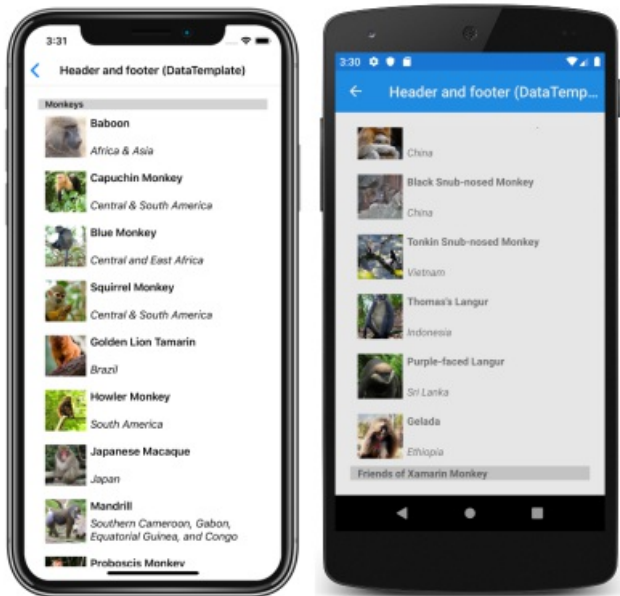 3:31
Header and footer (DataTemplate)
Monkeys
Baboon
Africa & Asia
Capuchin Monkey
Central & South America
Blue Monkey
Central and East Africa
Squirrel Monkey
Central & South America
Golden Lion Tamarin
Brazil
Howler Monkey
South America
Japanese Macaque
Japan
Mandrill
Southern Cameroon, Gabon,
Equatorial Guinea, and Congo
Proboscis Monkey
3:30
Header and footer (DataTemp...
China
Black Snub-nosed Monkey
China
Tonkin Snub-nosed Monkey
Vietnam
Thomas's Langur
Indonesia
Purple-faced Langur
Sri Lanka
Gelada
Ethiopia
Friends of Xamarin Monkey